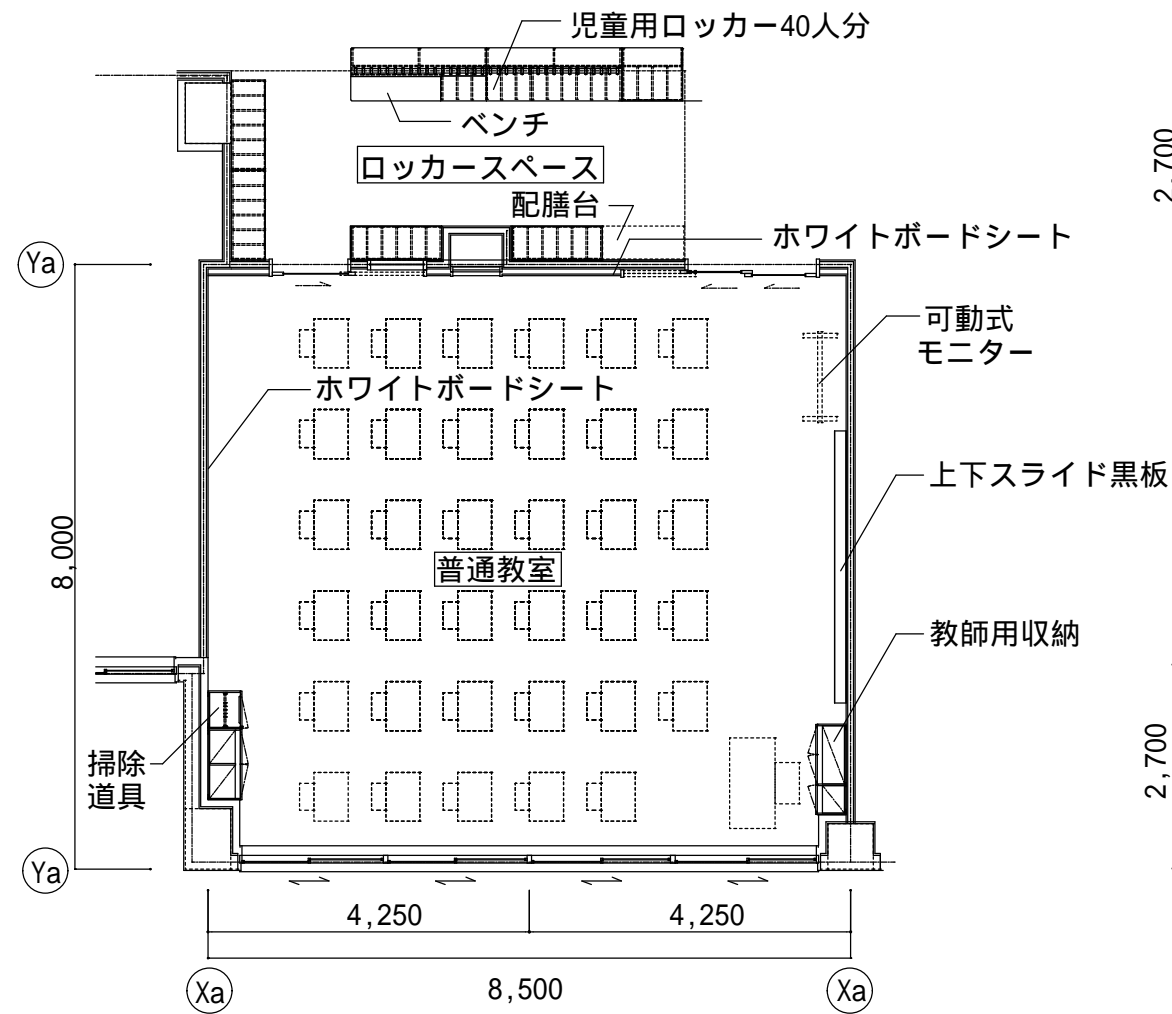 児童用ロッカー40人分
ベンチ
ロッカースペース
配膳台
ホワイトボードシート
Ya
可動式
モニター
ホワイトボードシート
上下スライド黒板
8,000
普通教室
教師用収納
掃除
道具
Ya
4,250
4,250
8,500
Xa
Xa
2,700
2,700